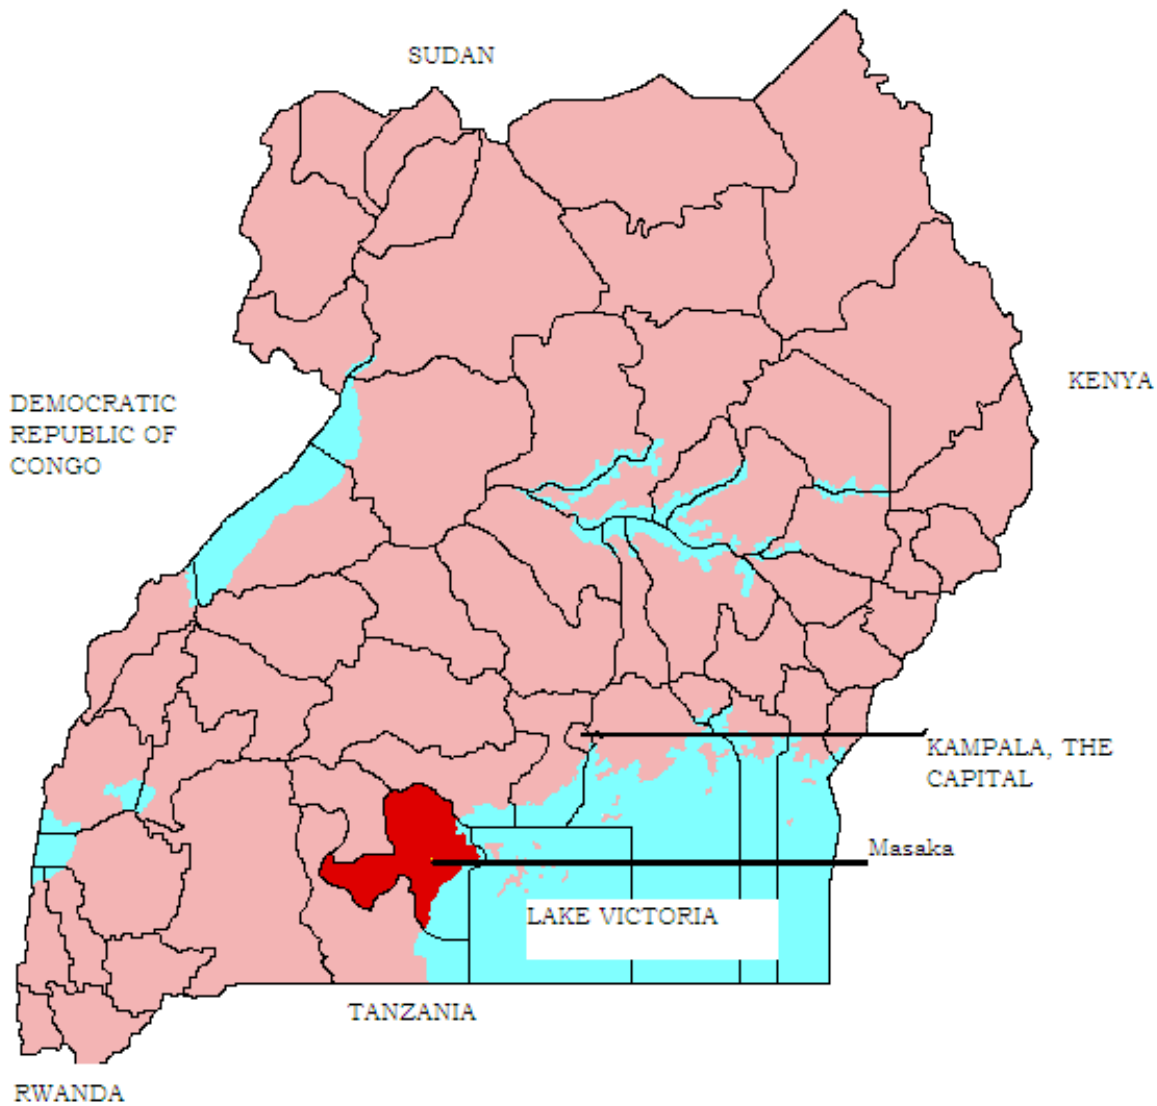 SUDAN
KENYA
DEMOCRATIC
REPUBLIC OF
CONGO
KAMPALA, THE
CAPITAL
Masaka
LAKE VICTORIA
TANZANIA
RWANDA